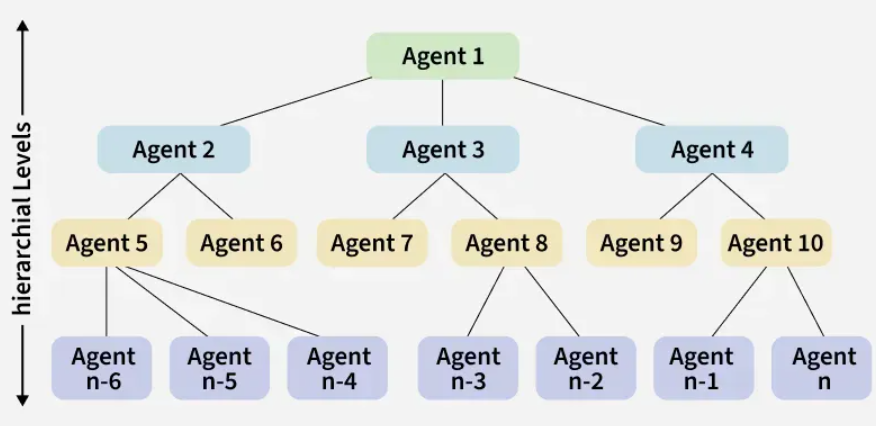 hierarchial Levels
Agent 1
Agent 2
Agent 3
Agent 4
Agent 5
Agent 6
Agent 7
Agent 8
Agent 9
Agent 10
Agent
n-6
Agent
n-5
Agent
n-4
Agent
n-3
Agent
n-2
Agent
n-1
Agent
n